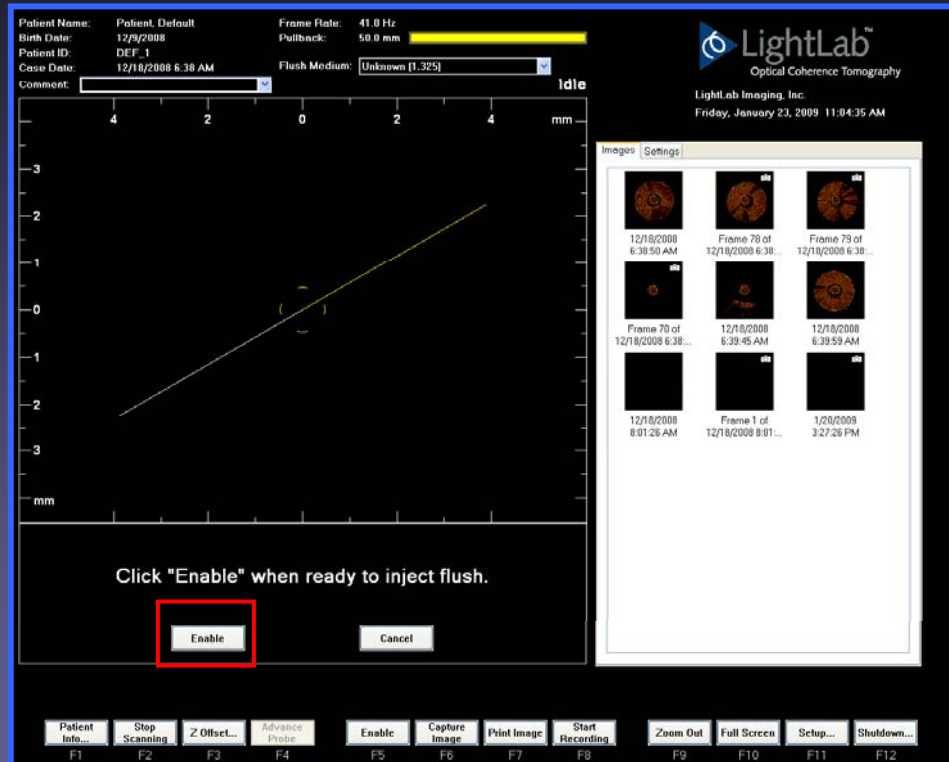 Patient Name: Patient, Default
Birth Date: 12/9/2008
Patient ID: DEF_1
Case Date: 12/18/2008 6:38 AM
Comment:
Frame Rate: 41.0 Hz
Pullback: 50.0 mm
Flush Medium: Unknown [1.325]
Idle
LightLab™
Optical Coherence Tomography
LightLab Imaging, Inc.
Friday, January 23, 2009 11:04:35 AM
4 2 0 2 4 mm
3
2
1
0
1
2
3
mm
Images Settings
12/18/2008 6:38:50 AM
Frame 78 of 12/18/2008 6:38:...
Frame 79 of 12/18/2008 6:38:...
Frame 70 of 12/18/2008 6:38:...
12/18/2008 6:39:45 AM
12/18/2008 6:39:59 AM
12/18/2008 8:01:26 AM
Frame 1 of 12/18/2008 8:01:...
1/20/2009 3:27:26 PM
Click "Enable" when ready to inject flush.
Enable Cancel
Patient Info... Stop Scanning Z Offset... Advance Probe Enable Capture Image Print Image Start Recording Zoom Out Full Screen Setup... Shutdown...
F1 F2 F3 F4 F5 F6 F7 F8 F9 F10 F11 F12